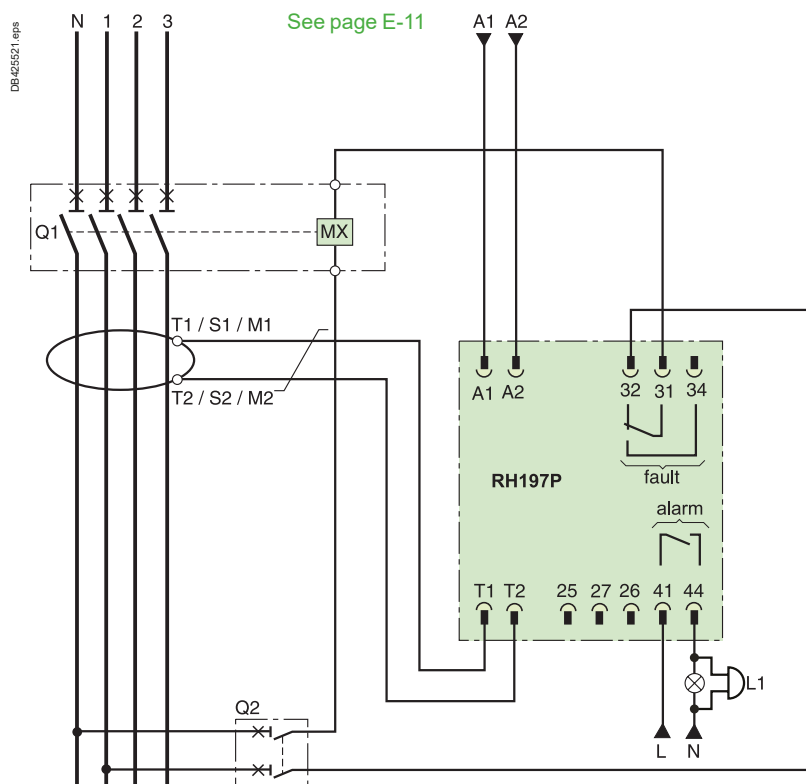 DB425521.eps
N 1 2 3
See page E-11
A1 A2
Q1
MX
T1 / S1 / M1
T2 / S2 / M2
A1 A2
32 31 34
fault
RH197P
alarm
T1 T2 25 27 26 41 44
L1
Q2
L N